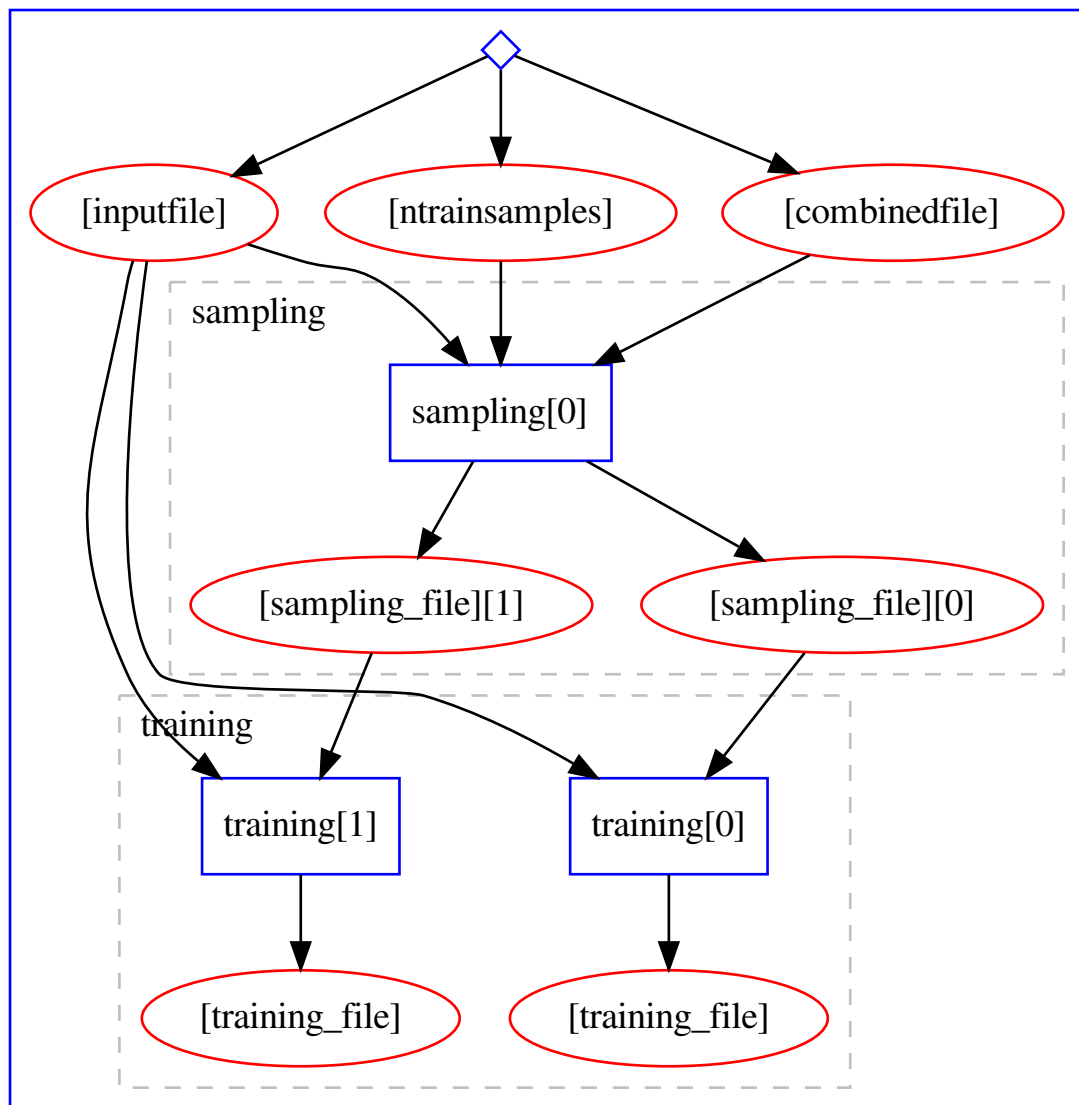 [inputfile]
[ntrainsamples]
[combinedfile]
sampling
sampling[0]
[sampling_file][1]
[sampling_file][0]
training
training[1]
training[0]
[training_file]
[training_file]